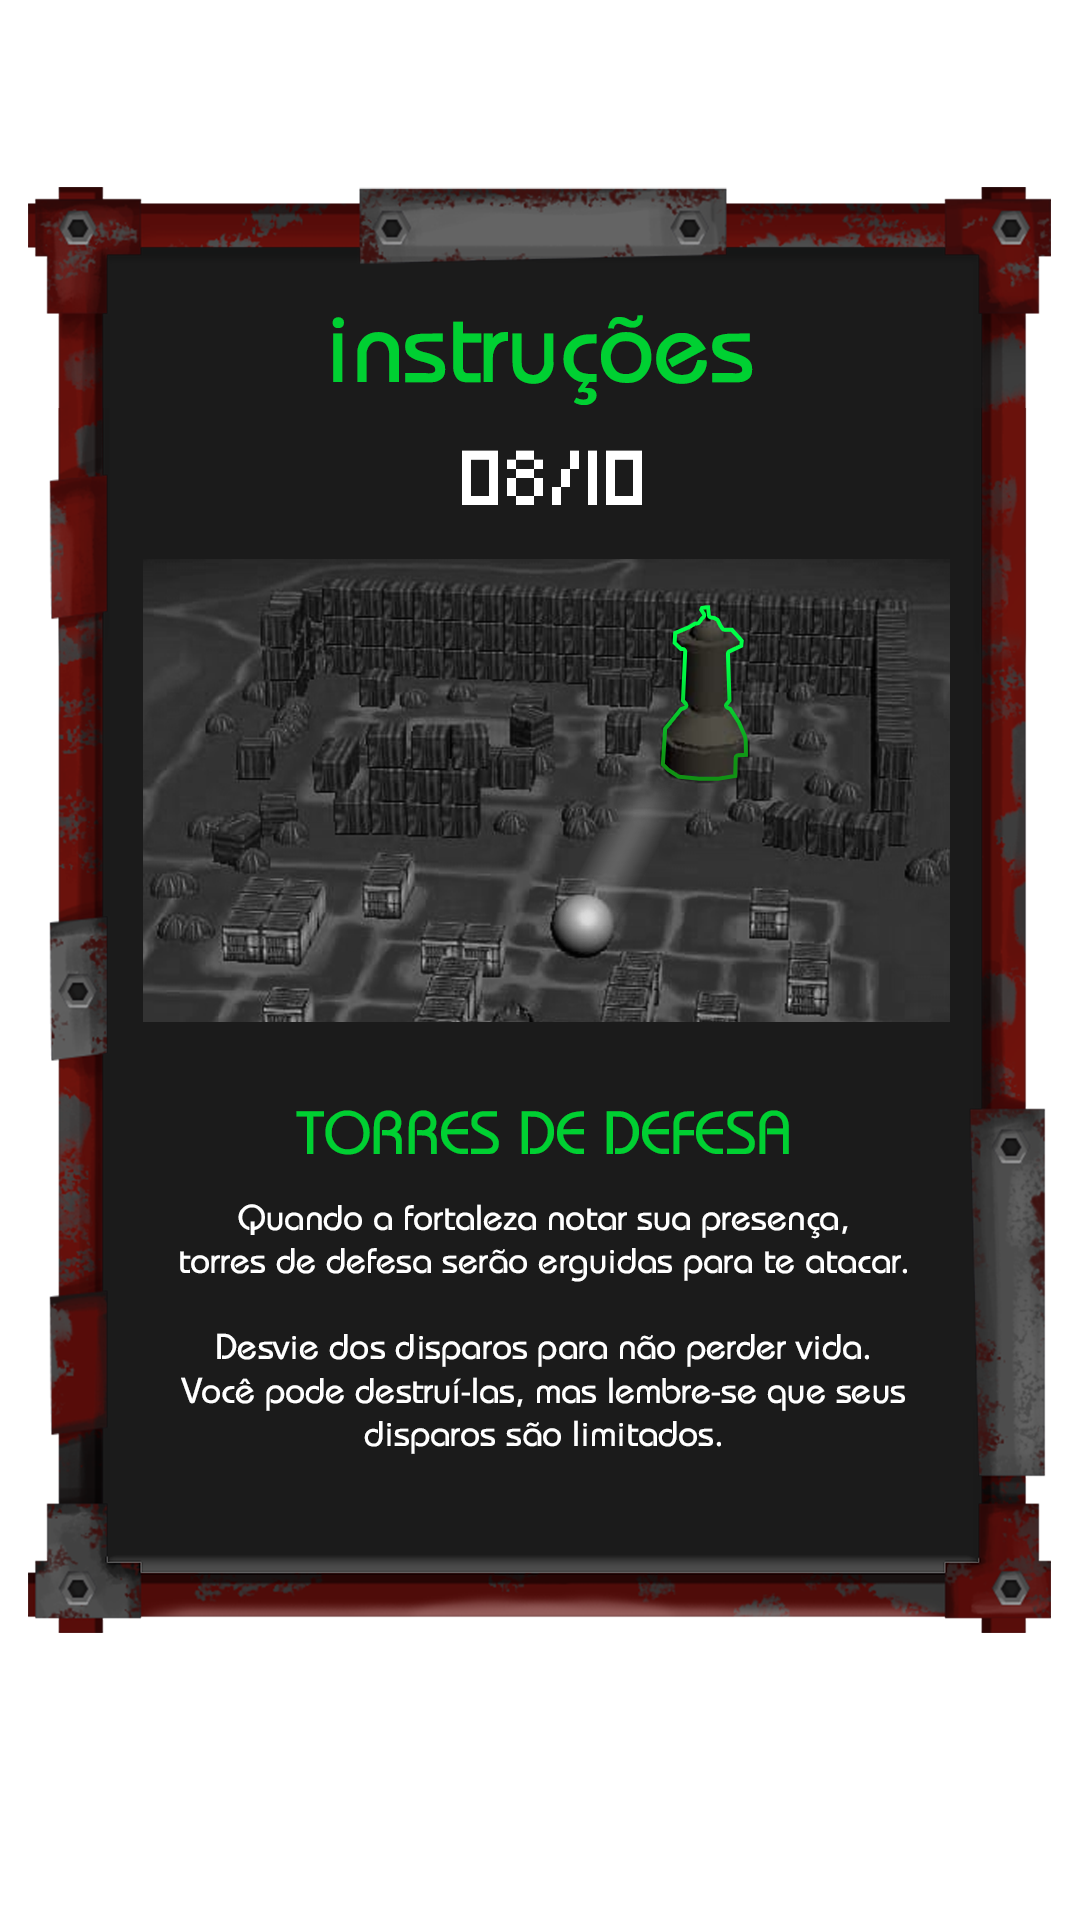 instruções
08/10
TORRES DE DEFESA
Quando a fortaleza notar sua presença,
torres de defesa serão erguidas para te atacar.
Desvie dos disparos para não perder vida.
Você pode destruí-las, mas lembre-se que seus
disparos são limitados.